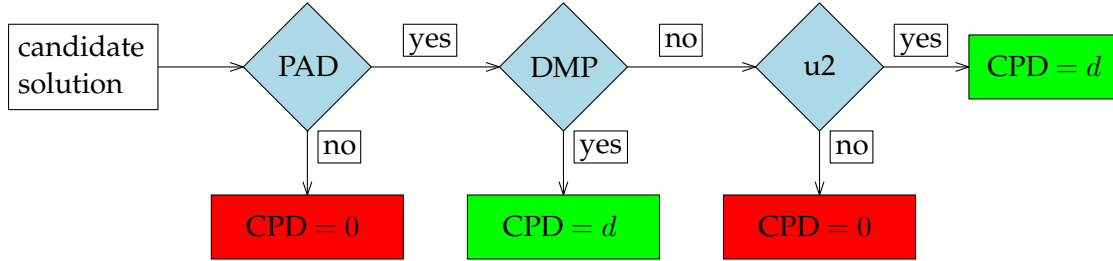 candidate
solution
PAD
yes
DMP
no
u2
yes
CPD = d
no
yes
no
CPD = 0
CPD = d
CPD = 0